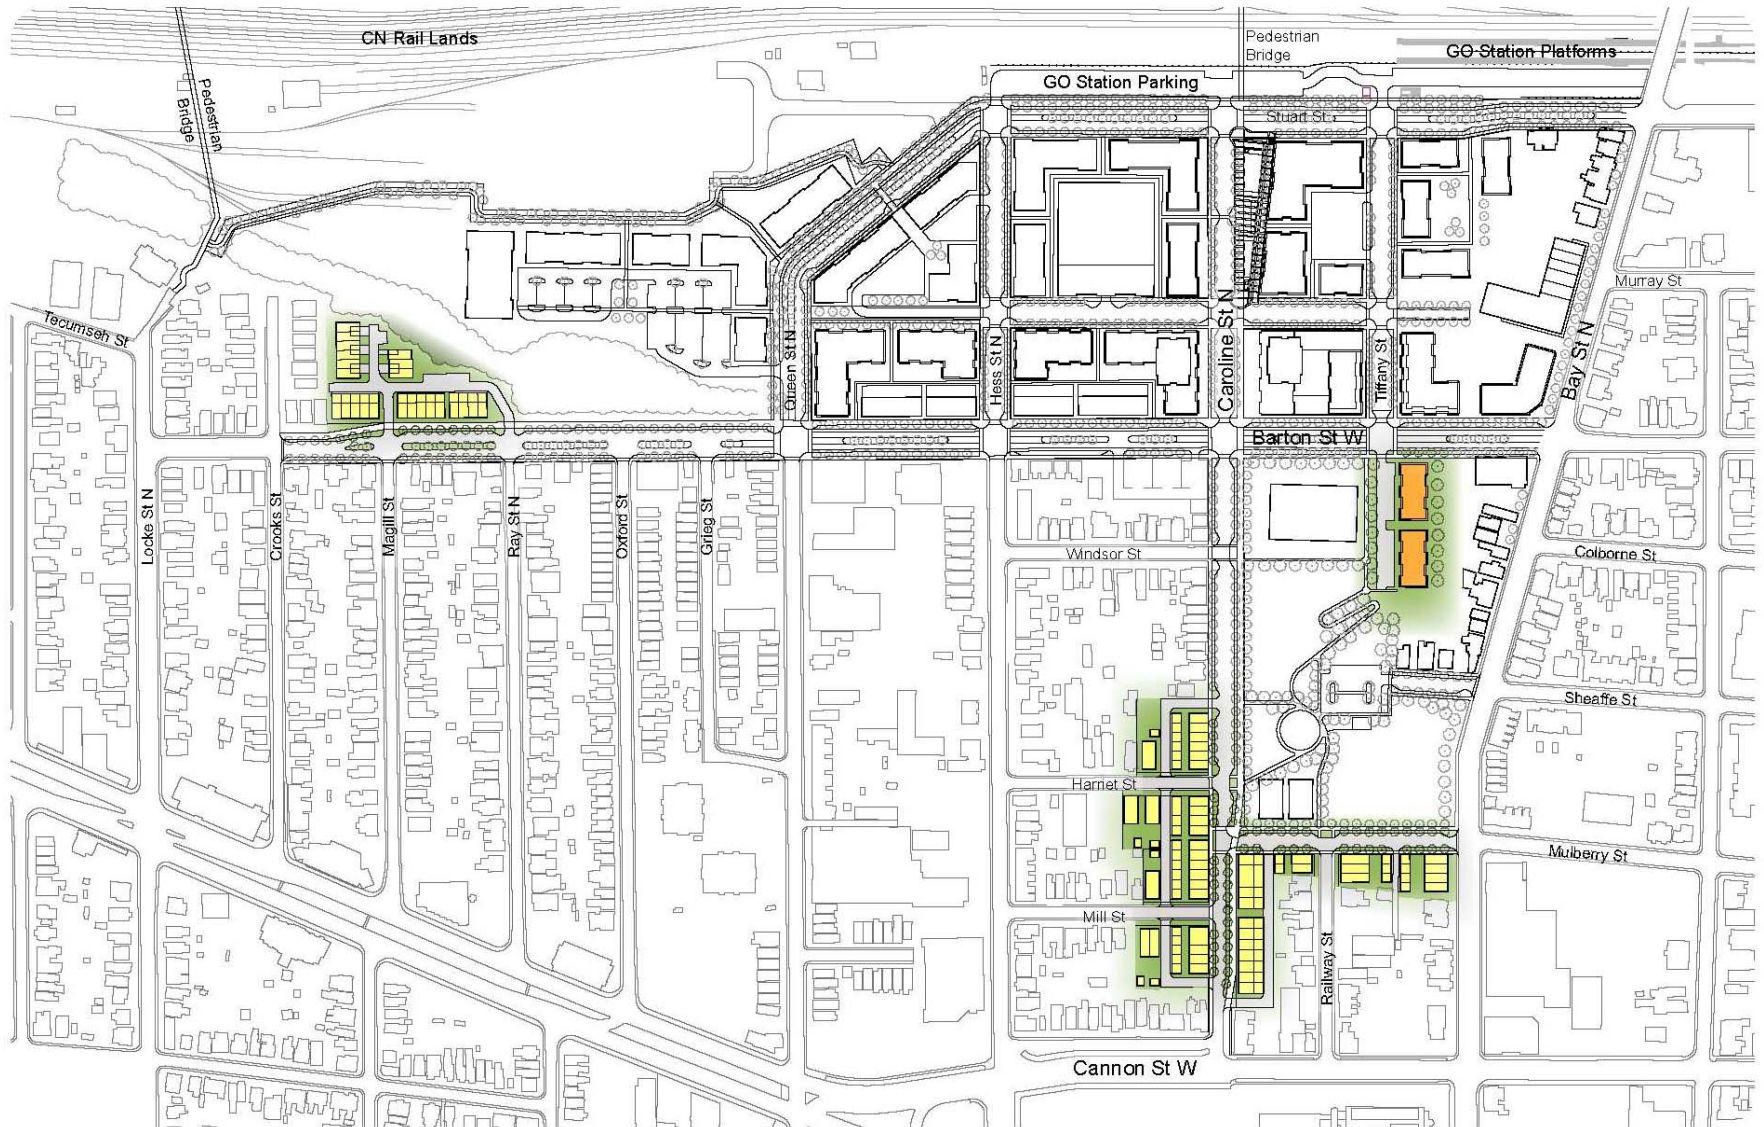 CN Rail Lands
Pedestrian
Bridge
GO Station Platforms
Pedestrian
Bridge
GO Station Parking
Stuart St
Murray St
Tecumseh St
Queen St N
Hess St N
Caroline St N
Tiffany St
Bay St N
Barton St W
Locke St N
Crooks St
Magill St
Ray St N
Oxford St
Grieg St
Windsor St
Colborne St
Sheaffe St
Harriet St
Mulberry St
Mill St
Railway St
Cannon St W